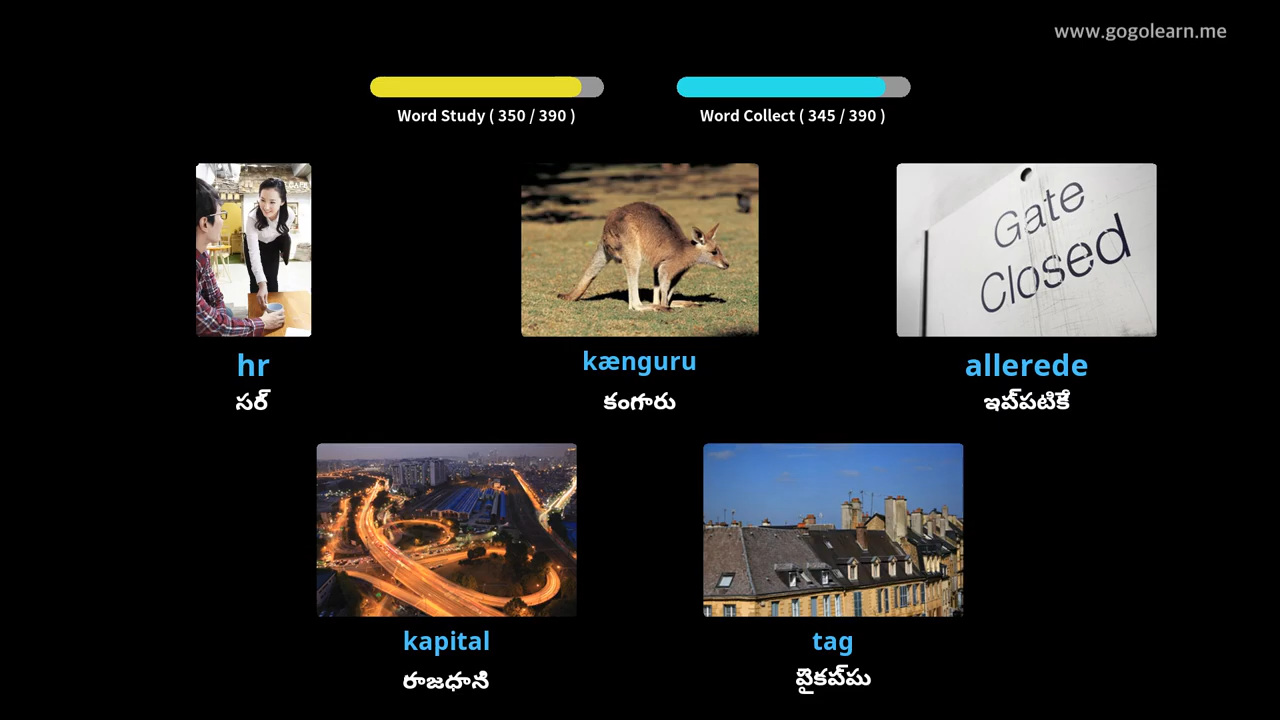 www.gogolearn.me
Word Study ( 350 / 390 )
Word Collect ( 345 / 390 )
Gate
Closed
hr
kænguru
allerede
సర్
కంగారు
ఇప్పటికే
kapital
tag
రాజధాని
పైకప్పు